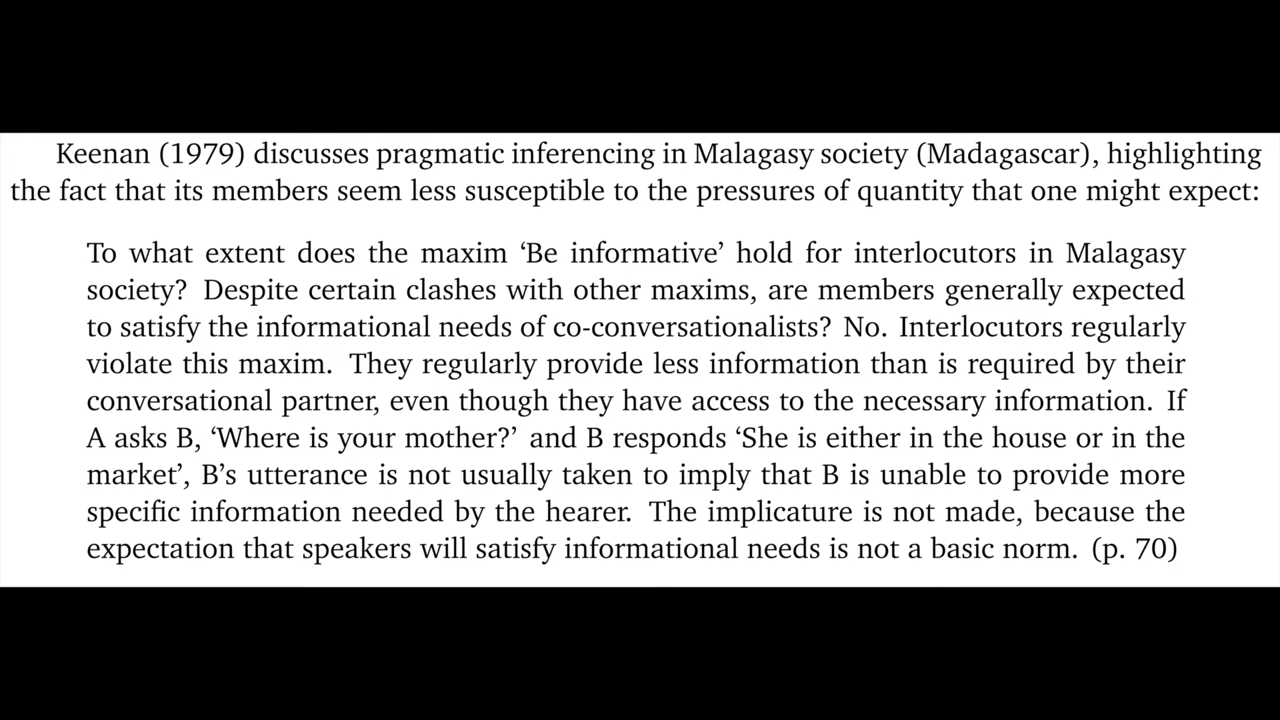 Keenan (1979) discusses pragmatic inferencing in Malagasy society (Madagascar), highlighting
the fact that its members seem less susceptible to the pressures of quantity that one might expect:
To what extent does the maxim ‘Be informative’ hold for interlocutors in Malagasy
society? Despite certain clashes with other maxims, are members generally expected
to satisfy the informational needs of co-conversationalists? No. Interlocutors regularly
violate this maxim. They regularly provide less information than is required by their
conversational partner, even though they have access to the necessary information. If
A asks B, ‘Where is your mother?’ and B responds ‘She is either in the house or in the
market’, B’s utterance is not usually taken to imply that B is unable to provide more
specific information needed by the hearer. The implicature is not made, because the
expectation that speakers will satisfy informational needs is not a basic norm. (p. 70)